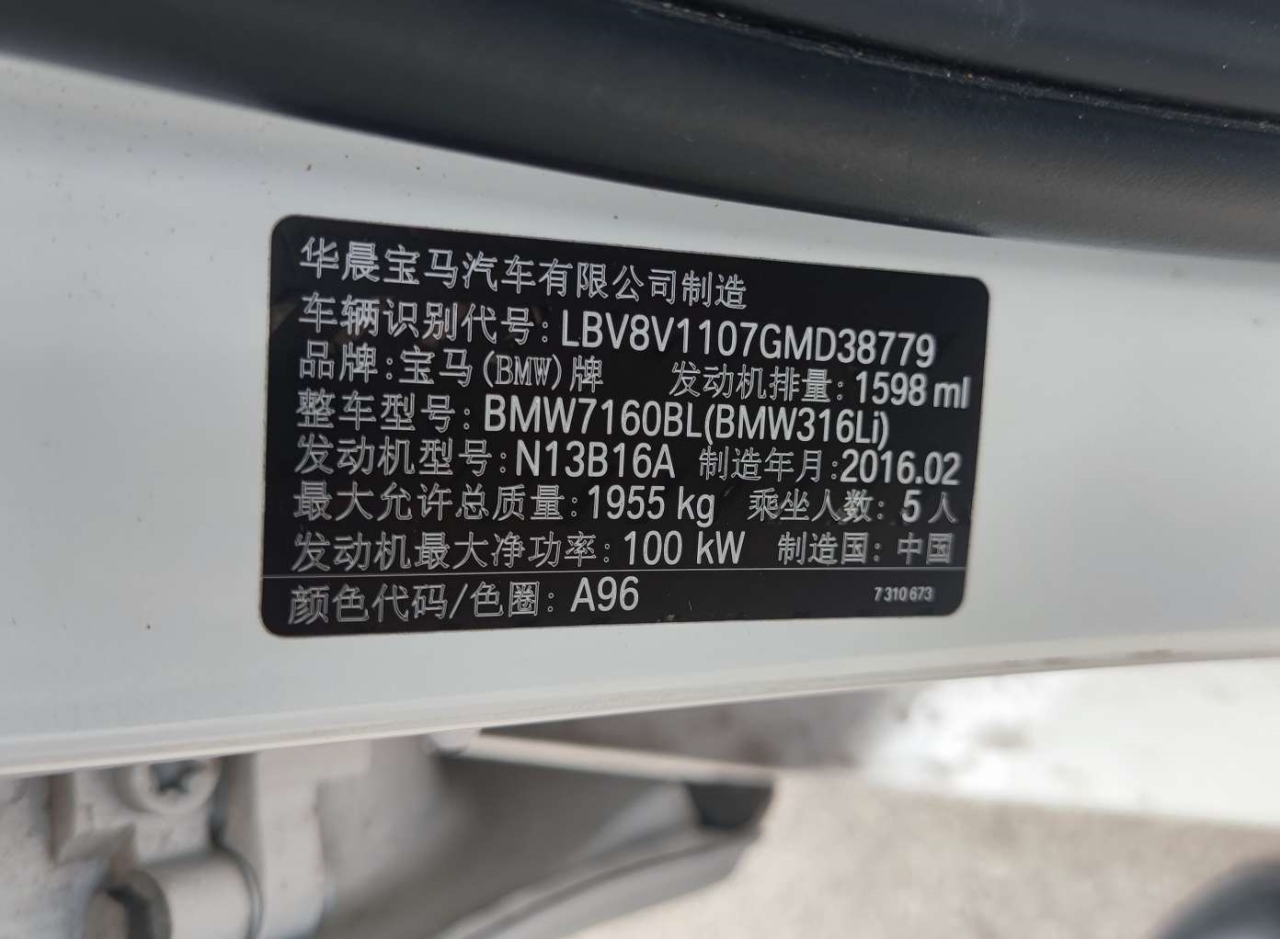 华晨宝马汽车有限公司制造
车辆识别代号: LBV8V1107GMD38779
品牌:宝马(BMW)牌 发动机排量: 1598 ml
整车型号: BMW7160BL(BMW316Li)
发动机型号: N13B16A 制造年月:2016.02
最大允许总质量: 1955 kg 乘坐人数: 5人
发动机最大净功率: 100 kW 制造国: 中国
颜色代码/色圈: A96 7310673